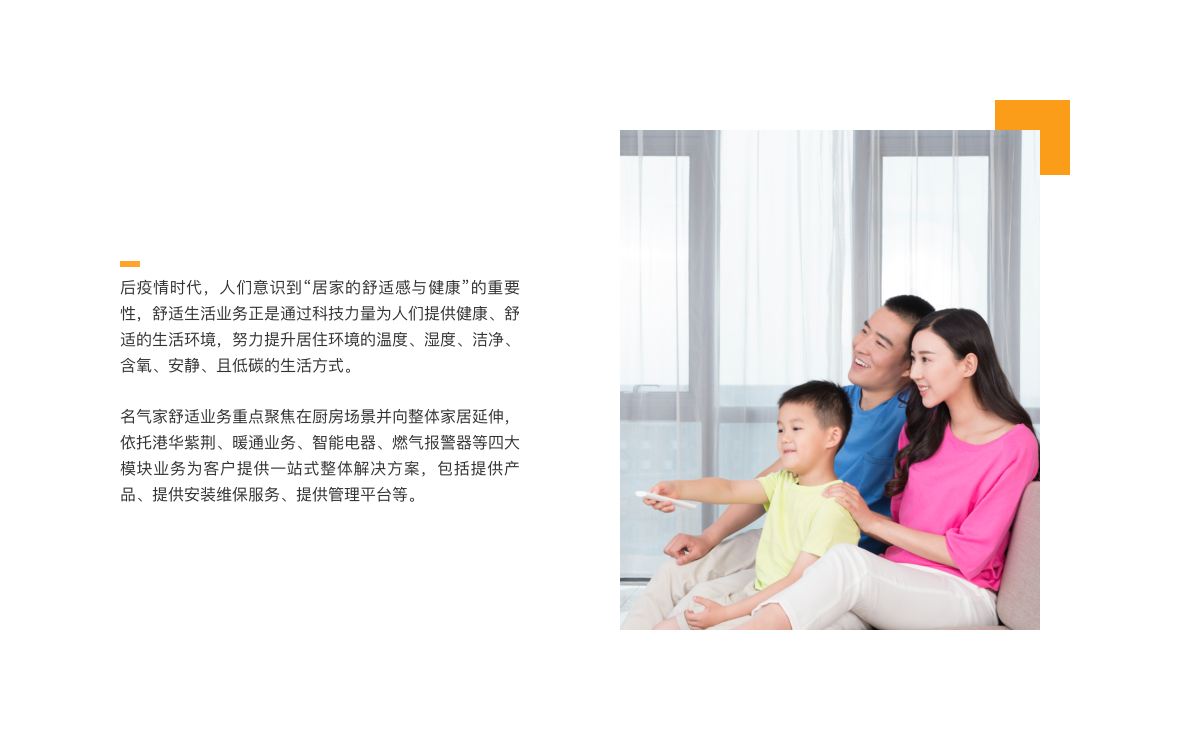 后疫情时代，人们意识到“居家的舒适感与健康”的重要
性，舒适生活业务正是通过科技力量为人们提供健康、舒
适的生活环境，努力提升居住环境的温度、湿度、洁净、
含氧、安静、且低碳的生活方式。
名气家舒适业务重点聚焦在厨房场景并向整体家居延伸，
依托港华紫荆、暖通业务、智能电器、燃气报警器等四大
模块业务为客户提供一站式整体解决方案，包括提供产
品、提供安装维保服务、提供管理平台等。